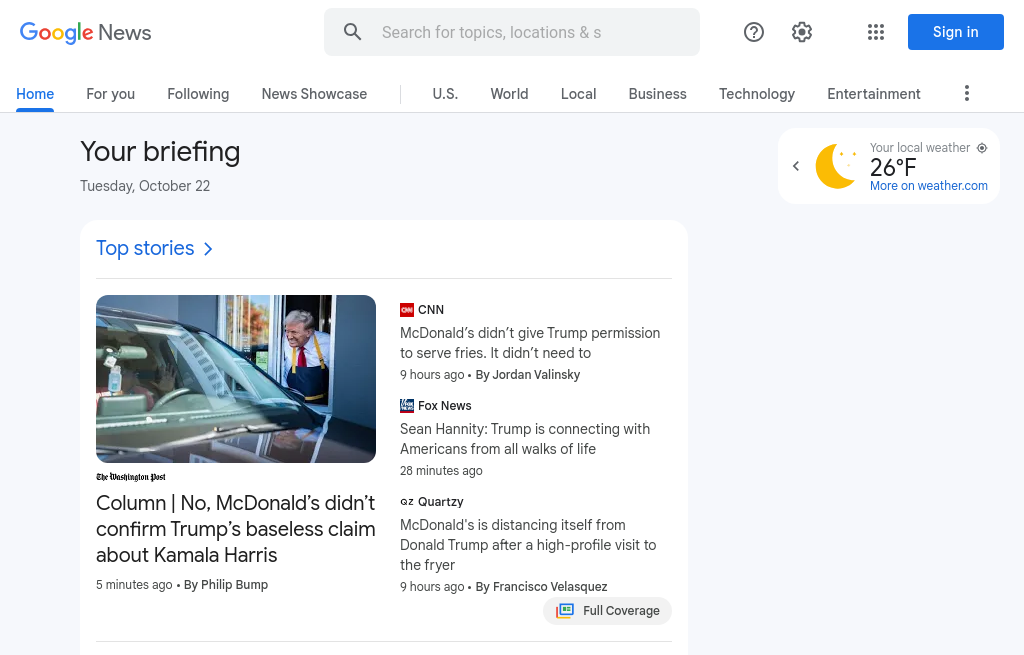 Google News
Search for topics, locations & s
Sign in
Home
For you
Following
News Showcase
U.S.
World
Local
Business
Technology
Entertainment
Your briefing
Tuesday, October 22
Your local weather
26°F
More on weather.com
Top stories
The Washington Post
Column | No, McDonald’s didn’t
confirm Trump’s baseless claim
about Kamala Harris
5 minutes ago • By Philip Bump
CNN CNN
McDonald’s didn’t give Trump permission
to serve fries. It didn’t need to
9 hours ago • By Jordan Valinsky
FOX NEWS Fox News
Sean Hannity: Trump is connecting with
Americans from all walks of life
28 minutes ago
QZ Quartzy
McDonald's is distancing itself from
Donald Trump after a high-profile visit to
the fryer
9 hours ago • By Francisco Velasquez
Full Coverage